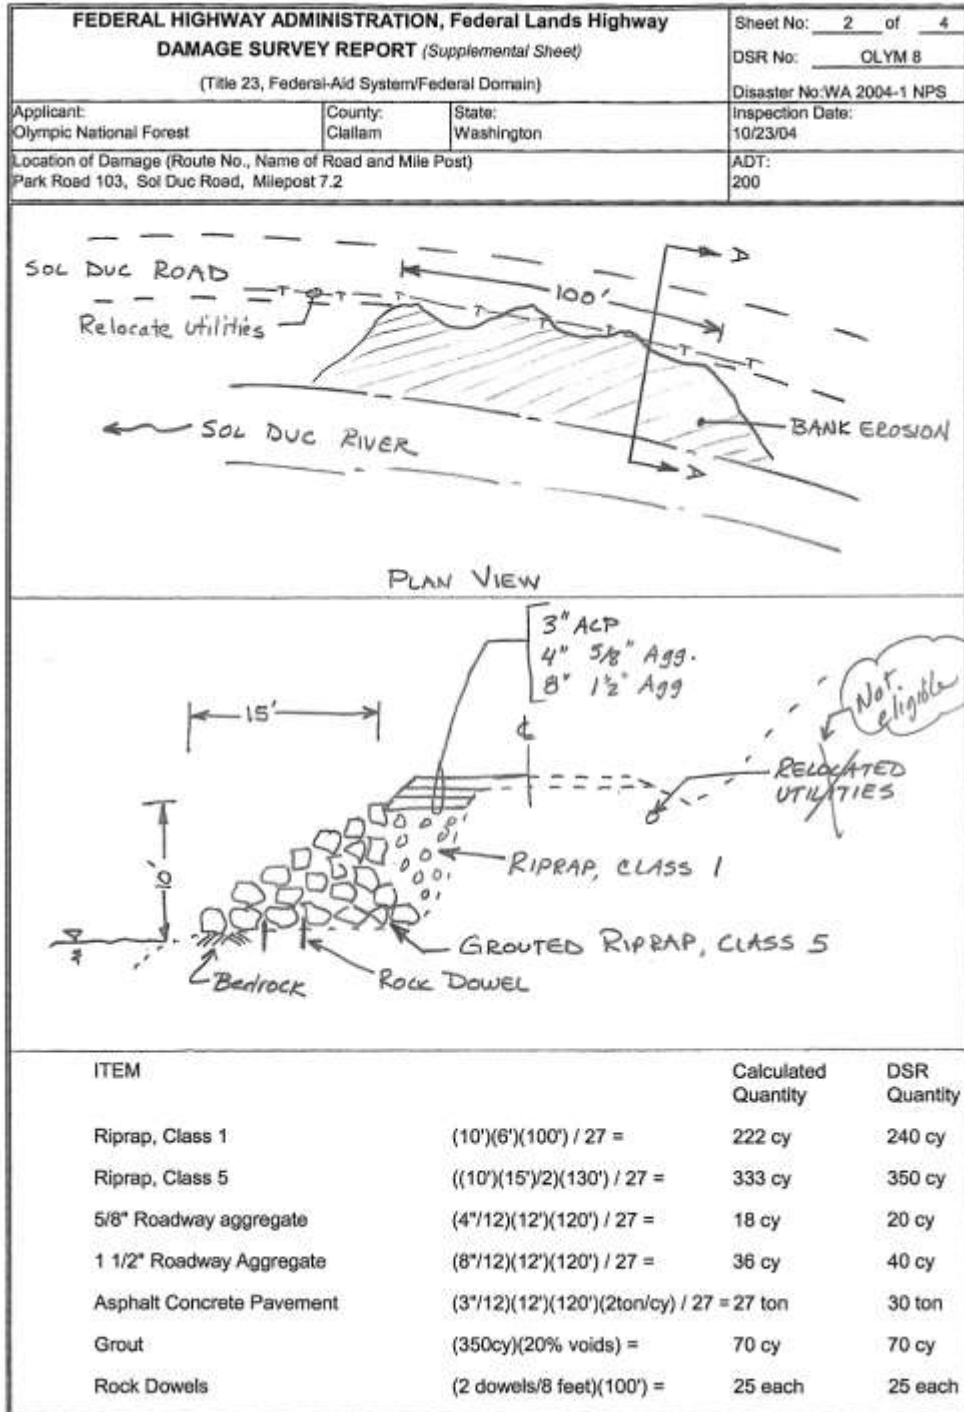 FEDERAL HIGHWAY ADMINISTRATION, Federal Lands Highway
DAMAGE SURVEY REPORT (Supplemental Sheet)
(Title 23, Federal-Aid System/Federal Domain)
Sheet No: 2 of 4
DSR No: OLYM 8
Disaster No:WA 2004-1 NPS
Applicant:
Olympic National Forest
County:
Clallam
State:
Washington
Inspection Date:
10/23/04
Location of Damage (Route No., Name of Road and Mile Post)
Park Road 103, Sol Duc Road, Milepost 7.2
ADT:
200
A
SOL DUC ROAD
100'
T T T T T T T
Relocate utilities
BANK EROSION
SOL DUC RIVER
A
PLAN VIEW
3" ACP
4" 5/8" Agg.
8" 1½" Agg
Not
eligible
15'
℄
RELOCATED
UTILITIES
10'
RIPRAP, CLASS 1
GROUTED RIPRAP, CLASS 5
Bedrock
ROCK DOWEL
ITEM Calculated Quantity DSR Quantity
Riprap, Class 1 (10')(6')(100') / 27 = 222 cy 240 cy
Riprap, Class 5 ((10')(15')/2)(130') / 27 = 333 cy 350 cy
5/8" Roadway aggregate (4"/12)(12')(120') / 27 = 18 cy 20 cy
1 1/2" Roadway Aggregate (8"/12)(12')(120') / 27 = 36 cy 40 cy
Asphalt Concrete Pavement (3"/12)(12')(120')(2ton/cy) / 27 = 27 ton 30 ton
Grout (350cy)(20% voids) = 70 cy 70 cy
Rock Dowels (2 dowels/8 feet)(100') = 25 each 25 each